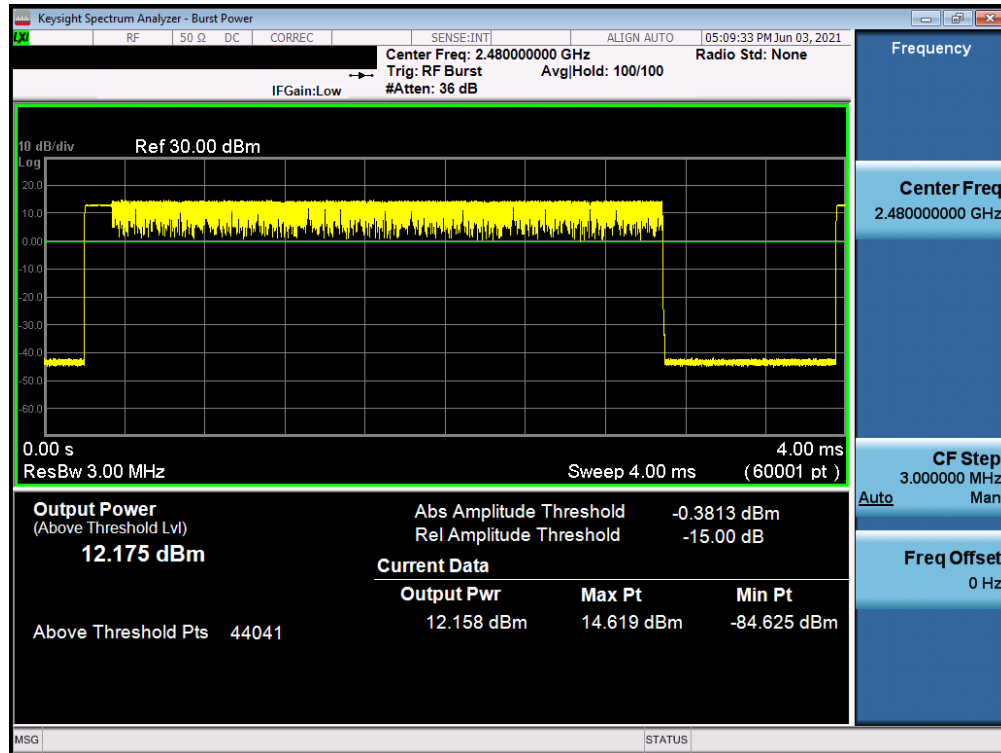 Keysight Spectrum Analyzer - Burst Power
LXI RF 50 Ω DC CORREC SENSE:INT ALIGN AUTO 05:09:33 PM Jun 03, 2021
Center Freq: 2.480000000 GHz Radio Std: None
Trig: RF Burst Avg|Hold: 100/100
IFGain:Low #Atten: 36 dB
10 dB/div Ref 30.00 dBm
Log
20.0
10.0
0.00
-10.0
-20.0
-30.0
-40.0
-50.0
-60.0
0.00 s 4.00 ms
ResBw 3.00 MHz Sweep 4.00 ms (60001 pt )
Output Power
(Above Threshold Lvl)
12.175 dBm
Above Threshold Pts 44041
Abs Amplitude Threshold -0.3813 dBm
Rel Amplitude Threshold -15.00 dB
Current Data
Output Pwr Max Pt Min Pt
12.158 dBm 14.619 dBm -84.625 dBm
MSG STATUS
Frequency
Center Freq
2.480000000 GHz
CF Step
3.000000 MHz
Auto Man
Freq Offset
0 Hz